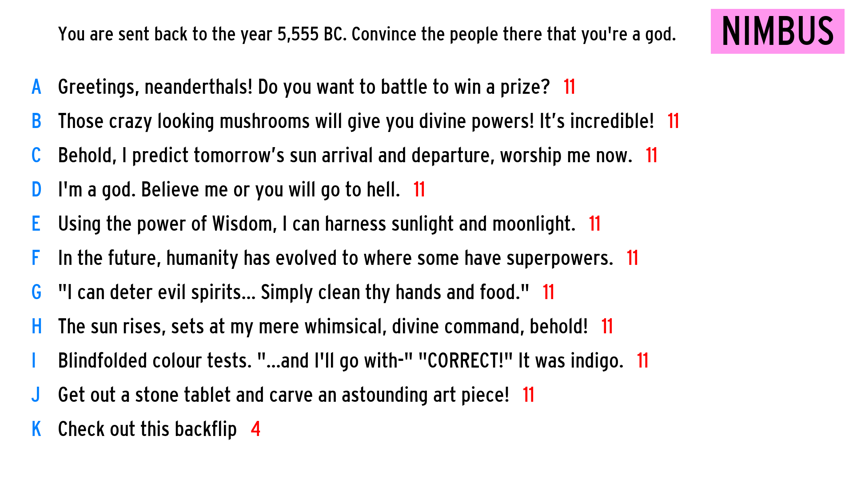 You are sent back to the year 5,555 BC. Convince the people there that you're a god.
NIMBUS
A Greetings, neanderthals! Do you want to battle to win a prize? 11
B Those crazy looking mushrooms will give you divine powers! It’s incredible! 11
C Behold, I predict tomorrow’s sun arrival and departure, worship me now. 11
D I'm a god. Believe me or you will go to hell. 11
E Using the power of Wisdom, I can harness sunlight and moonlight. 11
F In the future, humanity has evolved to where some have superpowers. 11
G "I can deter evil spirits... Simply clean thy hands and food." 11
H The sun rises, sets at my mere whimsical, divine command, behold! 11
I Blindfolded colour tests. "...and I'll go with-" "CORRECT!" It was indigo. 11
J Get out a stone tablet and carve an astounding art piece! 11
K Check out this backflip 4